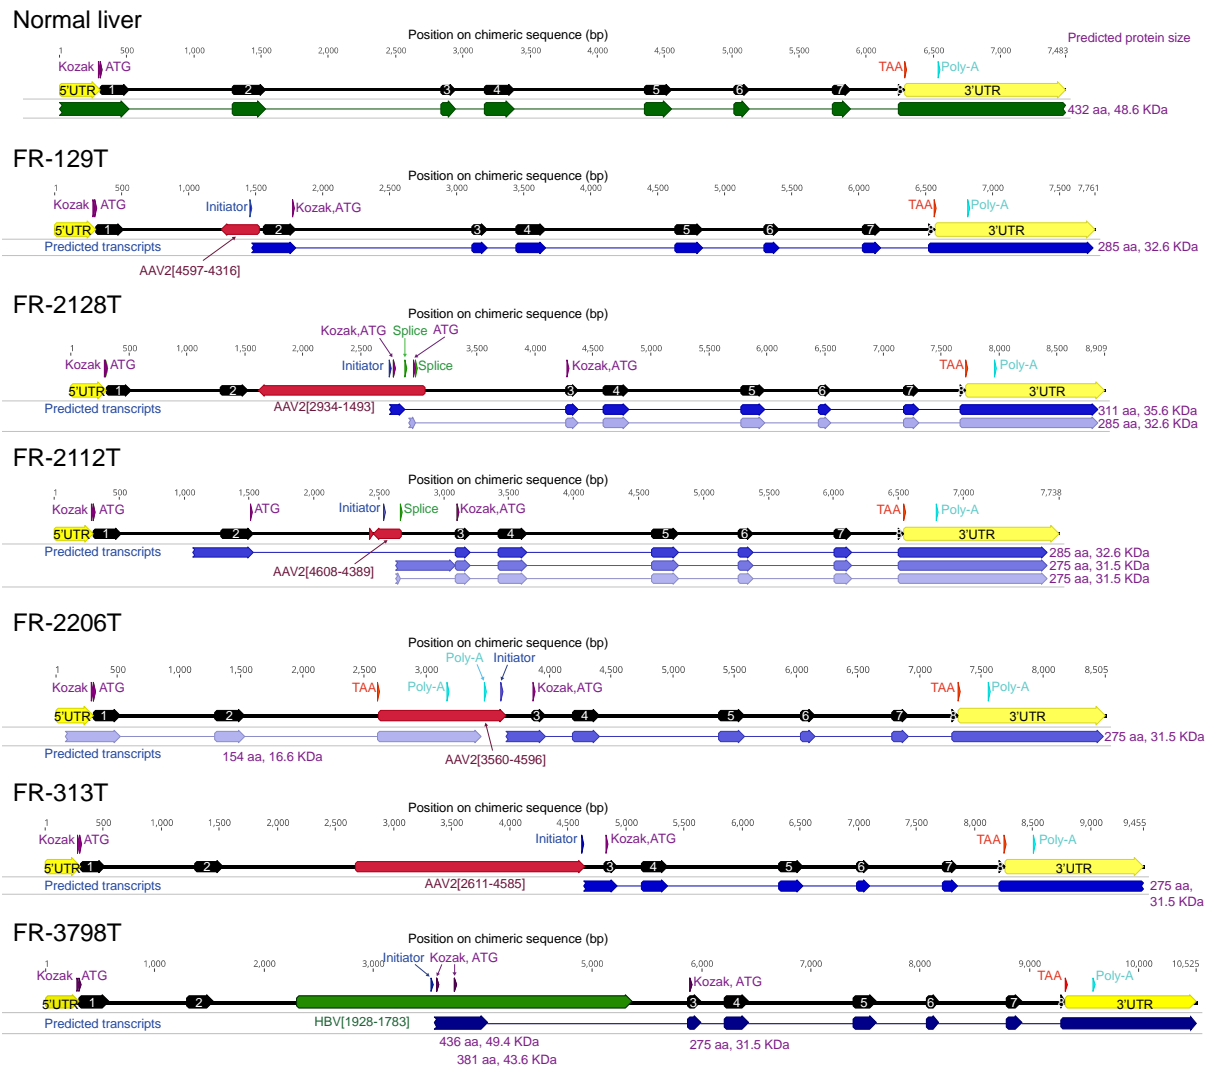 Normal liver
Position on chimeric sequence (bp)
Predicted protein size
1 500 1,000 1,500 2,000 2,500 3,000 3,500 4,000 4,500 5,000 5,500 6,000 6,500 7,000 7,483
Kozak ATG TAA Poly-A
5'UTR 1 2 3 4 5 6 7 8 3'UTR
432 aa, 48.6 KDa
FR-129T
Position on chimeric sequence (bp)
1 500 1,000 1,500 2,000 2,500 3,000 3,500 4,000 4,500 5,000 5,500 6,000 6,500 7,000 7,500 7,761
Kozak ATG Initiator Kozak,ATG TAA Poly-A
5'UTR 1 2 3 4 5 6 7 8 3'UTR
Predicted transcripts 285 aa, 32.6 KDa
AAV2[4597-4316]
FR-2128T
Position on chimeric sequence (bp)
Kozak,ATG Splice ATG
1 500 1,000 1,500 2,000 2,500 3,500 4,000 4,500 5,000 5,500 6,000 6,500 7,000 7,500 8,000 8,500 8,909
Kozak ATG Initiator Splice Kozak,ATG TAA Poly-A
5'UTR 1 2 3 4 5 6 7 8 3'UTR
Predicted transcripts AAV2[2934-1493] 311 aa, 35.6 KDa
285 aa, 32.6 KDa
FR-2112T
Position on chimeric sequence (bp)
1 500 1,000 1,500 2,000 2,500 3,000 3,500 4,000 4,500 5,000 5,500 6,000 6,500 7,000 7,738
Kozak ATG ATG Initiator Splice Kozak,ATG TAA Poly-A
5'UTR 1 2 3 4 5 6 7 8 3'UTR
Predicted transcripts 285 aa, 32.6 KDa
AAV2[4608-4389] 275 aa, 31.5 KDa
275 aa, 31.5 KDa
FR-2206T
Position on chimeric sequence (bp)
Poly-A Initiator
1 500 1,000 1,500 2,000 2,500 3,000 4,000 4,500 5,000 5,500 6,000 6,500 7,000 7,500 8,000 8,505
Kozak ATG TAA Poly-A Kozak,ATG TAA Poly-A
5'UTR 1 2 3 4 5 6 7 8 3'UTR
275 aa, 31.5 KDa
Predicted transcripts 154 aa, 16.6 KDa AAV2[3560-4596]
FR-313T
Position on chimeric sequence (bp)
1 500 1,000 1,500 2,000 2,500 3,000 3,500 4,000 4,500 5,000 5,500 6,000 6,500 7,000 7,500 8,000 8,500 9,000 9,455
Kozak ATG Initiator Kozak,ATG TAA Poly-A
5'UTR 1 2 3 4 5 6 7 8 3'UTR
Predicted transcripts AAV2[2611-4585] 275 aa,
31.5 KDa
FR-3798T
Position on chimeric sequence (bp)
Initiator Kozak, ATG
1 1,000 2,000 3,000 5,000 6,000 7,000 8,000 9,000 10,000 10,525
Kozak ATG Kozak, ATG TAA Poly-A
5'UTR 1 2 3 4 5 6 7 8 3'UTR
Predicted transcripts HBV[1928-1783]
436 aa, 49.4 KDa 275 aa, 31.5 KDa
381 aa, 43.6 KDa